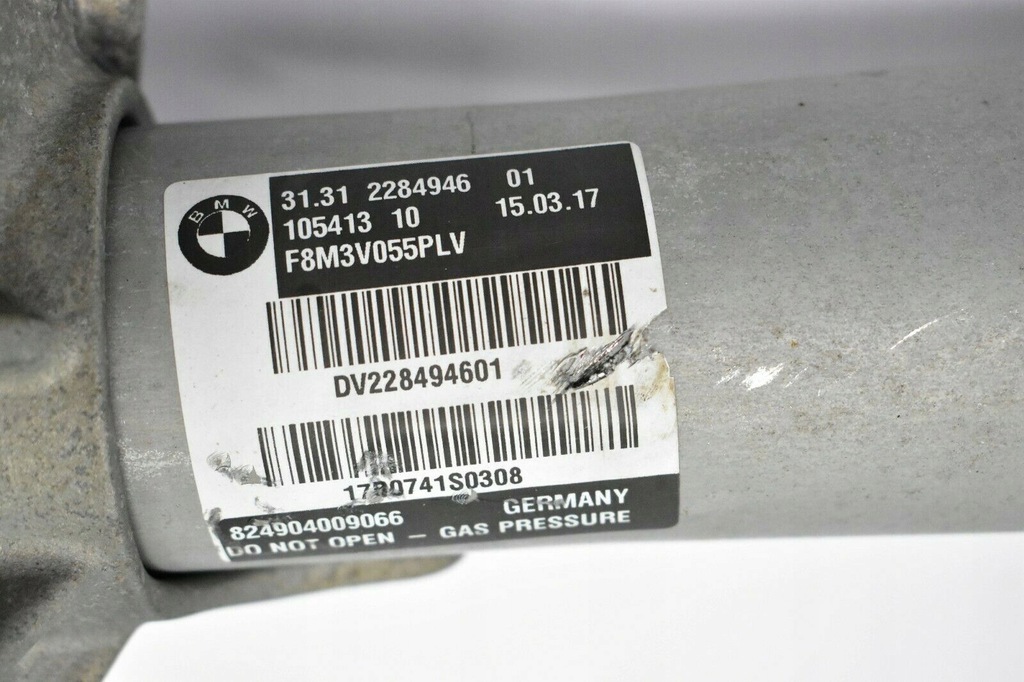 BMW
31.31 2284946 01
105413 10 15.03.17
F8M3V055PLV
DV228494601
824904009066 GERMANY
DO NOT OPEN – GAS PRESSURE